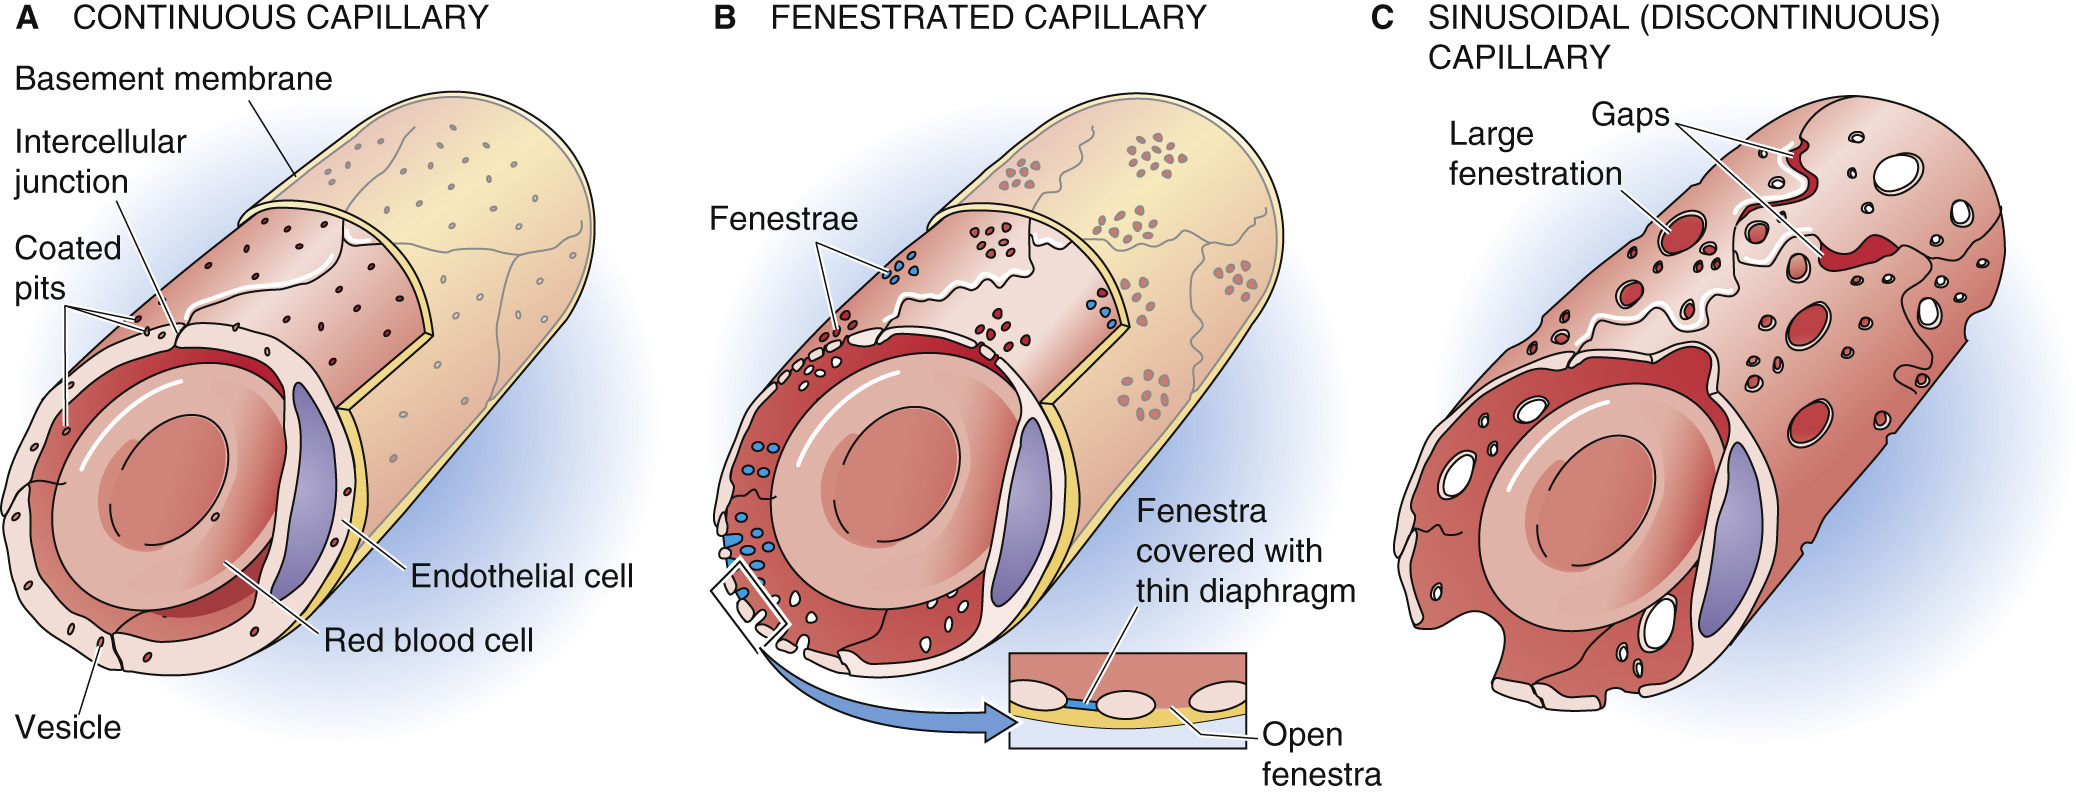 A CONTINUOUS CAPILLARY
Basement membrane
Intercellular
junction
Coated
pits
Endothelial cell
Red blood cell
Vesicle
B FENESTRATED CAPILLARY
Fenestrae
Fenestra
covered with
thin diaphragm
Open
fenestra
C SINUSOIDAL (DISCONTINUOUS)
CAPILLARY
Gaps
Large
fenestration